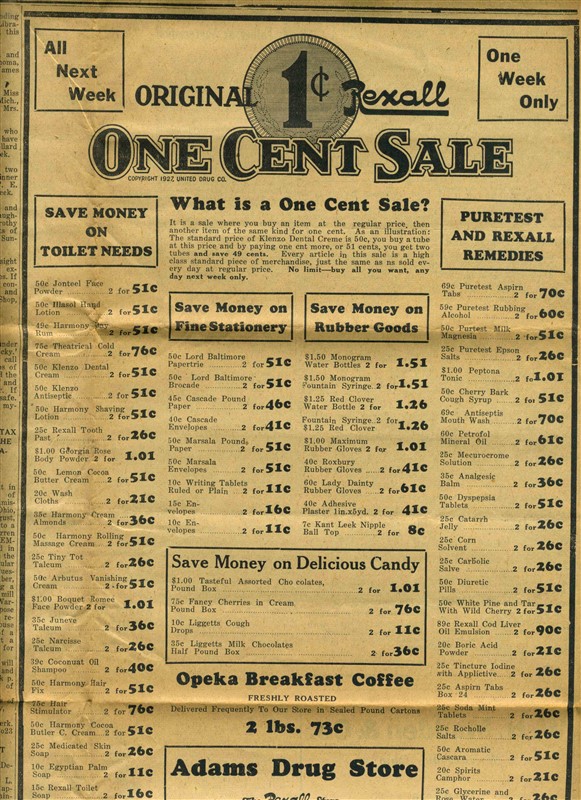 All
Next
Week
ORIGINAL 1¢ Rexall
One
Week
Only
ONE CENT SALE
COPYRIGHT 1927, UNITED DRUG CO.
SAVE MONEY
ON
TOILET NEEDS
50c Jonteel Face
Powder 2 for 51c
50c Illasol Hand
Lotion 2 for 51c
49c Harmony Bay
Rum 2 for 51c
75c Theatrical Cold
Cream 2 for 76c
50c Klenzo Dental
Cream 2 for 51c
50c Klenzo
Antiseptic 2 for 51c
50c Harmony Shaving
Lotion 2 for 51c
25c Rexall Tooth
Past 2 for 26c
$1.00 Georgia Rose
Body Powder 2 for 1.01
50c Lemon Cocoa
Butter Cream 2 for 51c
20c Wash
Cloths 2 for 21c
35c Harmony Cream
Almonds 2 for 36c
50c Harmony Rolling
Massage Cream 2 for 51c
25c Tiny Tot
Talcum 2 for 26c
50c Arbutus Vanishing
Cream 2 for 51c
$1.00 Boquet Romec
Face Powder 2 for 1.01
35c Juneve
Talcum 2 for 36c
25c Narcisse
Talcum 2 for 26c
39c Coconuat Oil
Shampoo 2 for 40c
50c Harmony Hair
Fix 2 for 51c
75c Hair
Stimulator 2 for 76c
50c Harmony Cocoa
Butler C. Cream 2 for 51c
25c Medicated Skin
Soap 2 for 26c
10c Egyptian Palm
Soap 2 for 11c
15c Rexall Toilet
Soap 2 for 16c
What is a One Cent Sale?
It is a sale where you buy an item at the regular price, then
another item of the same kind for one cent. As an illustration:
The standard price of Klenzo Dental Creme is 50c, you buy a tube
at this price and by paying one cnt more, or 51 cents, you get two
tubes and save 49 cents. Every article in this sale is a high
class standard piece of merchandise, just the same as ns sold ev-
ery day at regular price. No limit—buy all you want, any
day next week only.
Save Money on
Fine Stationery
50c Lord Baltimore
Papertrie 2 for 51c
50c Lord Baltimore
Brocade 2 for 51c
45c Cascade Pound
Paper 2 for 46c
40c Cascade
Envelopes 2 for 41c
50c Marsala Pound,
Paper 2 for 51c
50c Marsala
Envelopes 2 for 51c
10c Writing Tablets
Ruled or Plain 2 for 11c
15c En-
velopes 2 for 16c
10c En-
velopes 2 for 11c
Save Money on
Rubber Goods
$1.50 Monogram
Water Bottles 2 for 1.51
$1.50 Monogram
Fountain Syringe 2 for 1.51
$1.25 Red Clover
Water Bottle 2 for 1.26
Fountain Syringe 2 for
$1.25 Red Clover 1.26
$1.00 Maximum
Rubber Gloves 2 for 1.01
40c Roxbury
Rubber Gloves 2 for 41c
60c Lady Dainty
Rubber Gloves 2 for 61c
40c Adhesive
Plaster 1in.x5yd. 2 for 41c
7c Kant Leek Nipple
Ball Top 2 for 8c
Save Money on Delicious Candy
$1.00 Tasteful Assorted Cho colates,
Pound Box 2 for 1.01
75c Fancy Cherries in Cream
Pound Box 2 for 76c
10c Liggetts Cough
Drops 2 for 11c
35c Liggetts Milk Chocolates
Half Pound Box 2 for 36c
Opeka Breakfast Coffee
FRESHLY ROASTED
Delivered Frequently To Our Store in Sealed Pound Cartons
2 lbs. 73c
Adams Drug Store
The Rexall Store
PURETEST
AND REXALL
REMEDIES
69c Puretest Aspirn
Tabs 2 for 70c
59c Puretest Rubbing
Alcohol 2 for 60c
50c Purtest Milk
Magnesia 2 for 51c
25c Puretest Epson
Salts 2 for 26c
$1.00 Peptona
Tonic 2 for 1.01
50c Cherry Bark
Cough Syrup 2 for 51c
69c Antiseptis
Mouth Wash 2 for 70c
60c Petrofol
Mineral Oil 2 for 61c
25c Mecurocrome
Solution 2 for 26c
35c Analgesic
Balm 2 for 36c
50c Dyspepsia
Tablets 2 for 51c
25c Catarrh
Jelly 2 for 26c
25c Corn
Solvent 2 for 26c
25c Carbolic
Salve 2 for 26c
50c Diuretic
Pills 2 for 51c
50c White Pine and Tar
With Wild Cherry 2 for 51c
89c Rexall Cod Liver
Oil Emulsion 2 for 90c
20c Boric Acid
Powder 2 for 21c
25c Tincture Iodine
with Applictive 2 for 26c
25c Aspirn Tabs
Box 24 2 for 26c
25c Soda Mint
Tablets 2 for 26c
25c Rochelle
Salts 2 for 26c
50c Aromatic
Cascara 2 for 51c
20c Spirits
Camphor 2 for 21c
25c Glycerine and
Rose Water 2 for 26c